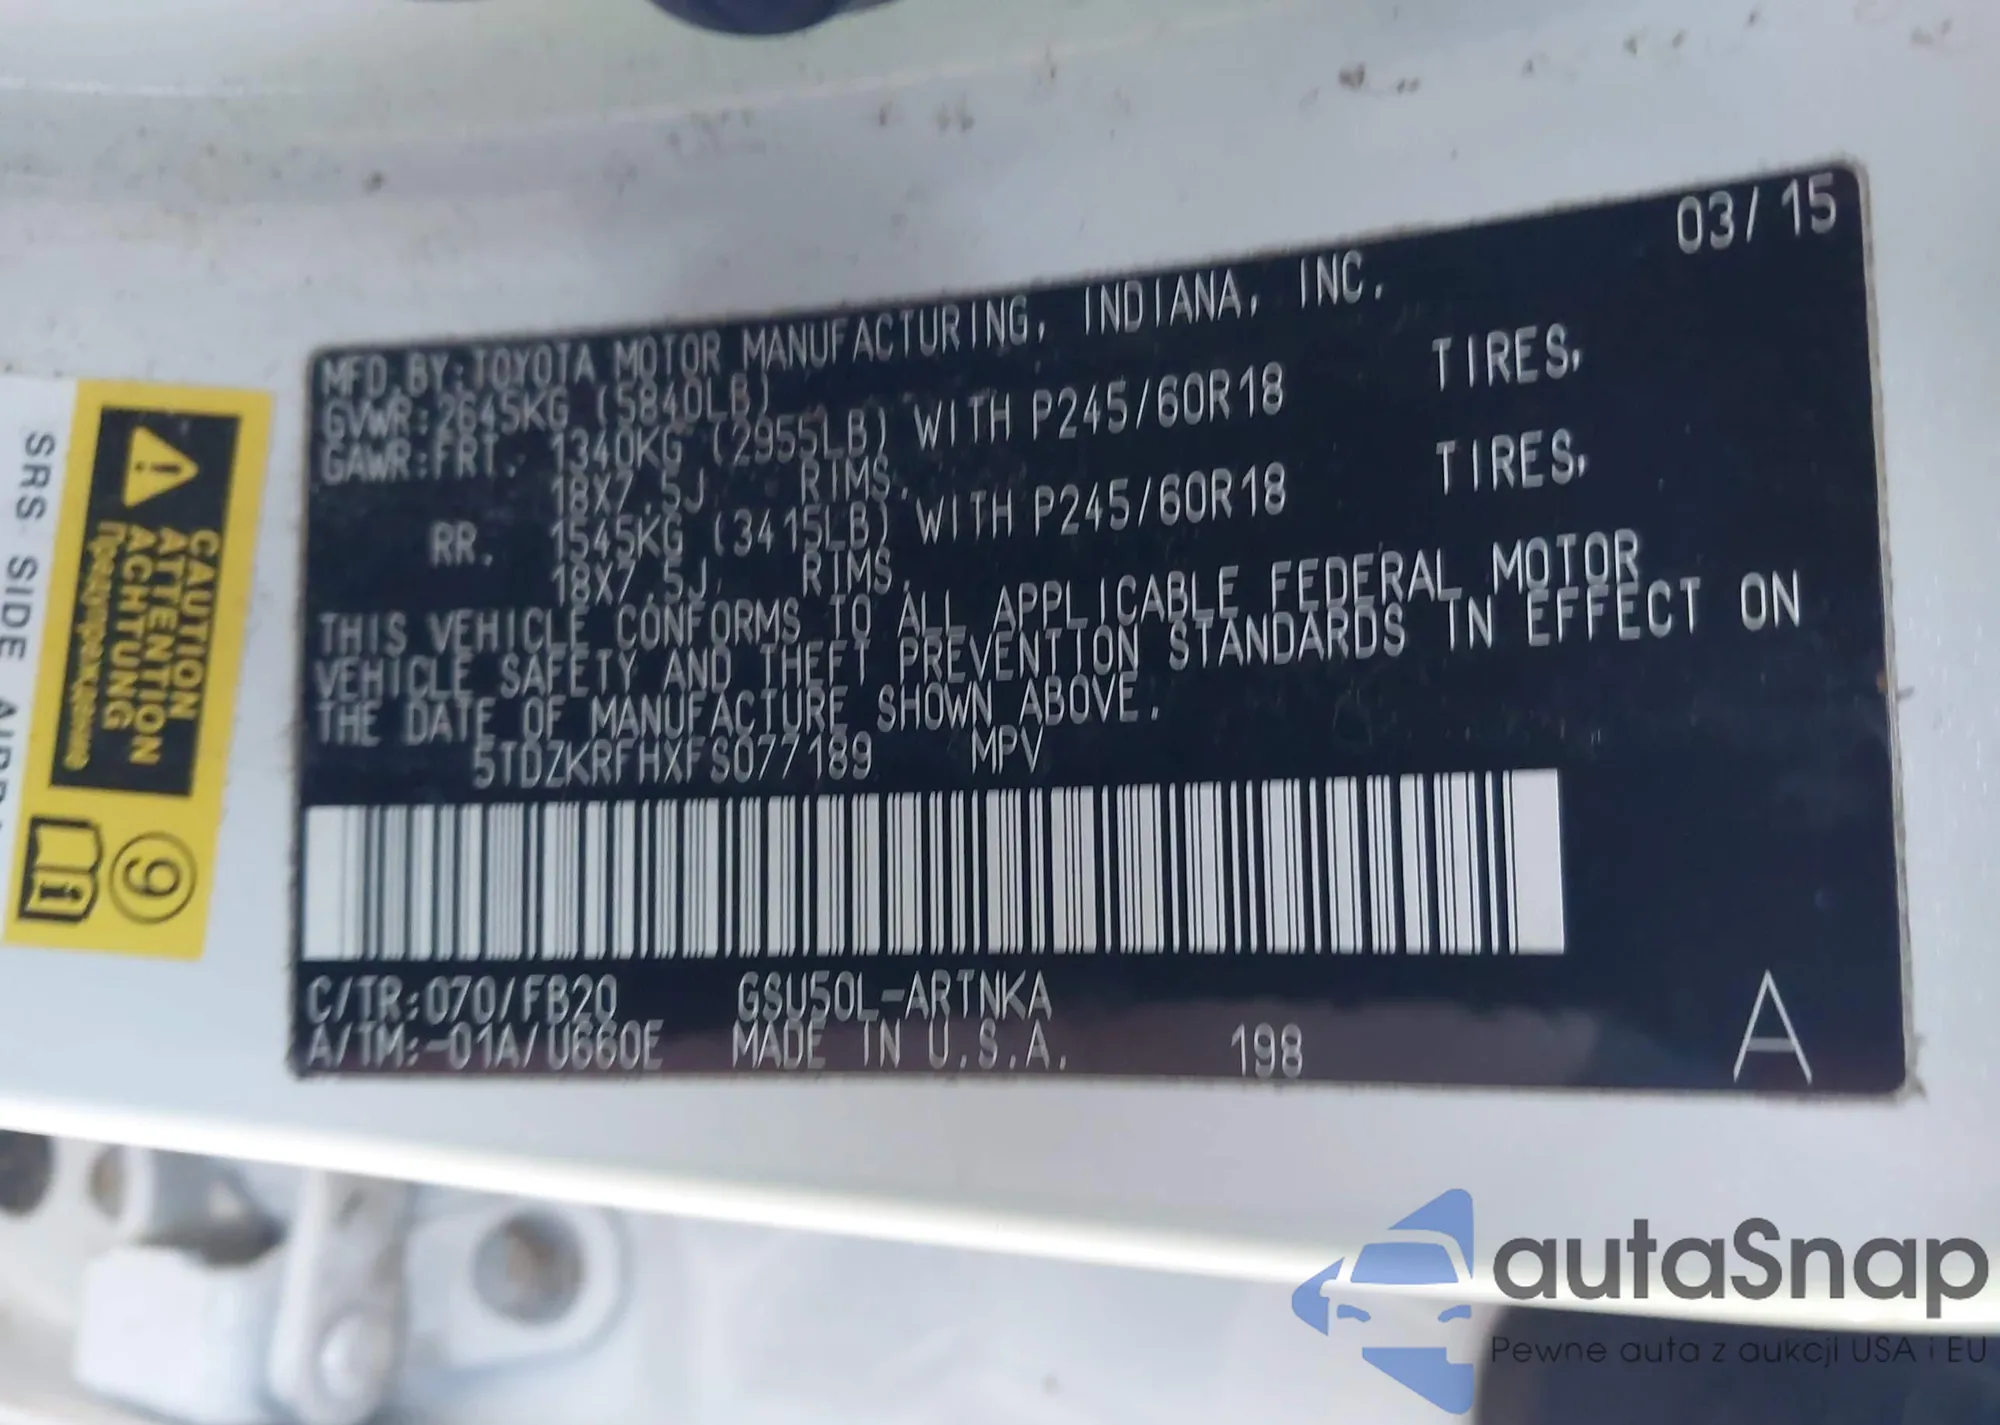 03/15
MFD.BY:TOYOTA MOTOR MANUFACTURING, INDIANA, INC.
GVWR:2645KG (5840LB)
GAWR:FRT. 1340KG (2955LB) WITH P245/60R18 TIRES,
18X7.5J RIMS.
RR. 1545KG (3415LB) WITH P245/60R18 TIRES,
18X7.5J RIMS.
THIS VEHICLE CONFORMS TO ALL APPLICABLE FEDERAL MOTOR
VEHICLE SAFETY AND THEFT PREVENTION STANDARDS IN EFFECT ON
THE DATE OF MANUFACTURE SHOWN ABOVE.
5TDZKRFHXFS077189 MPV
C/TR:070/FB20 GSU50L-ARTNKA
A/TM:-01A/U660E MADE IN U.S.A. 198 A
CAUTION
ATTENTION
ACHTUNG
9
SRS SIDE
autaSnap
Pewne auta z aukcji USA i EU